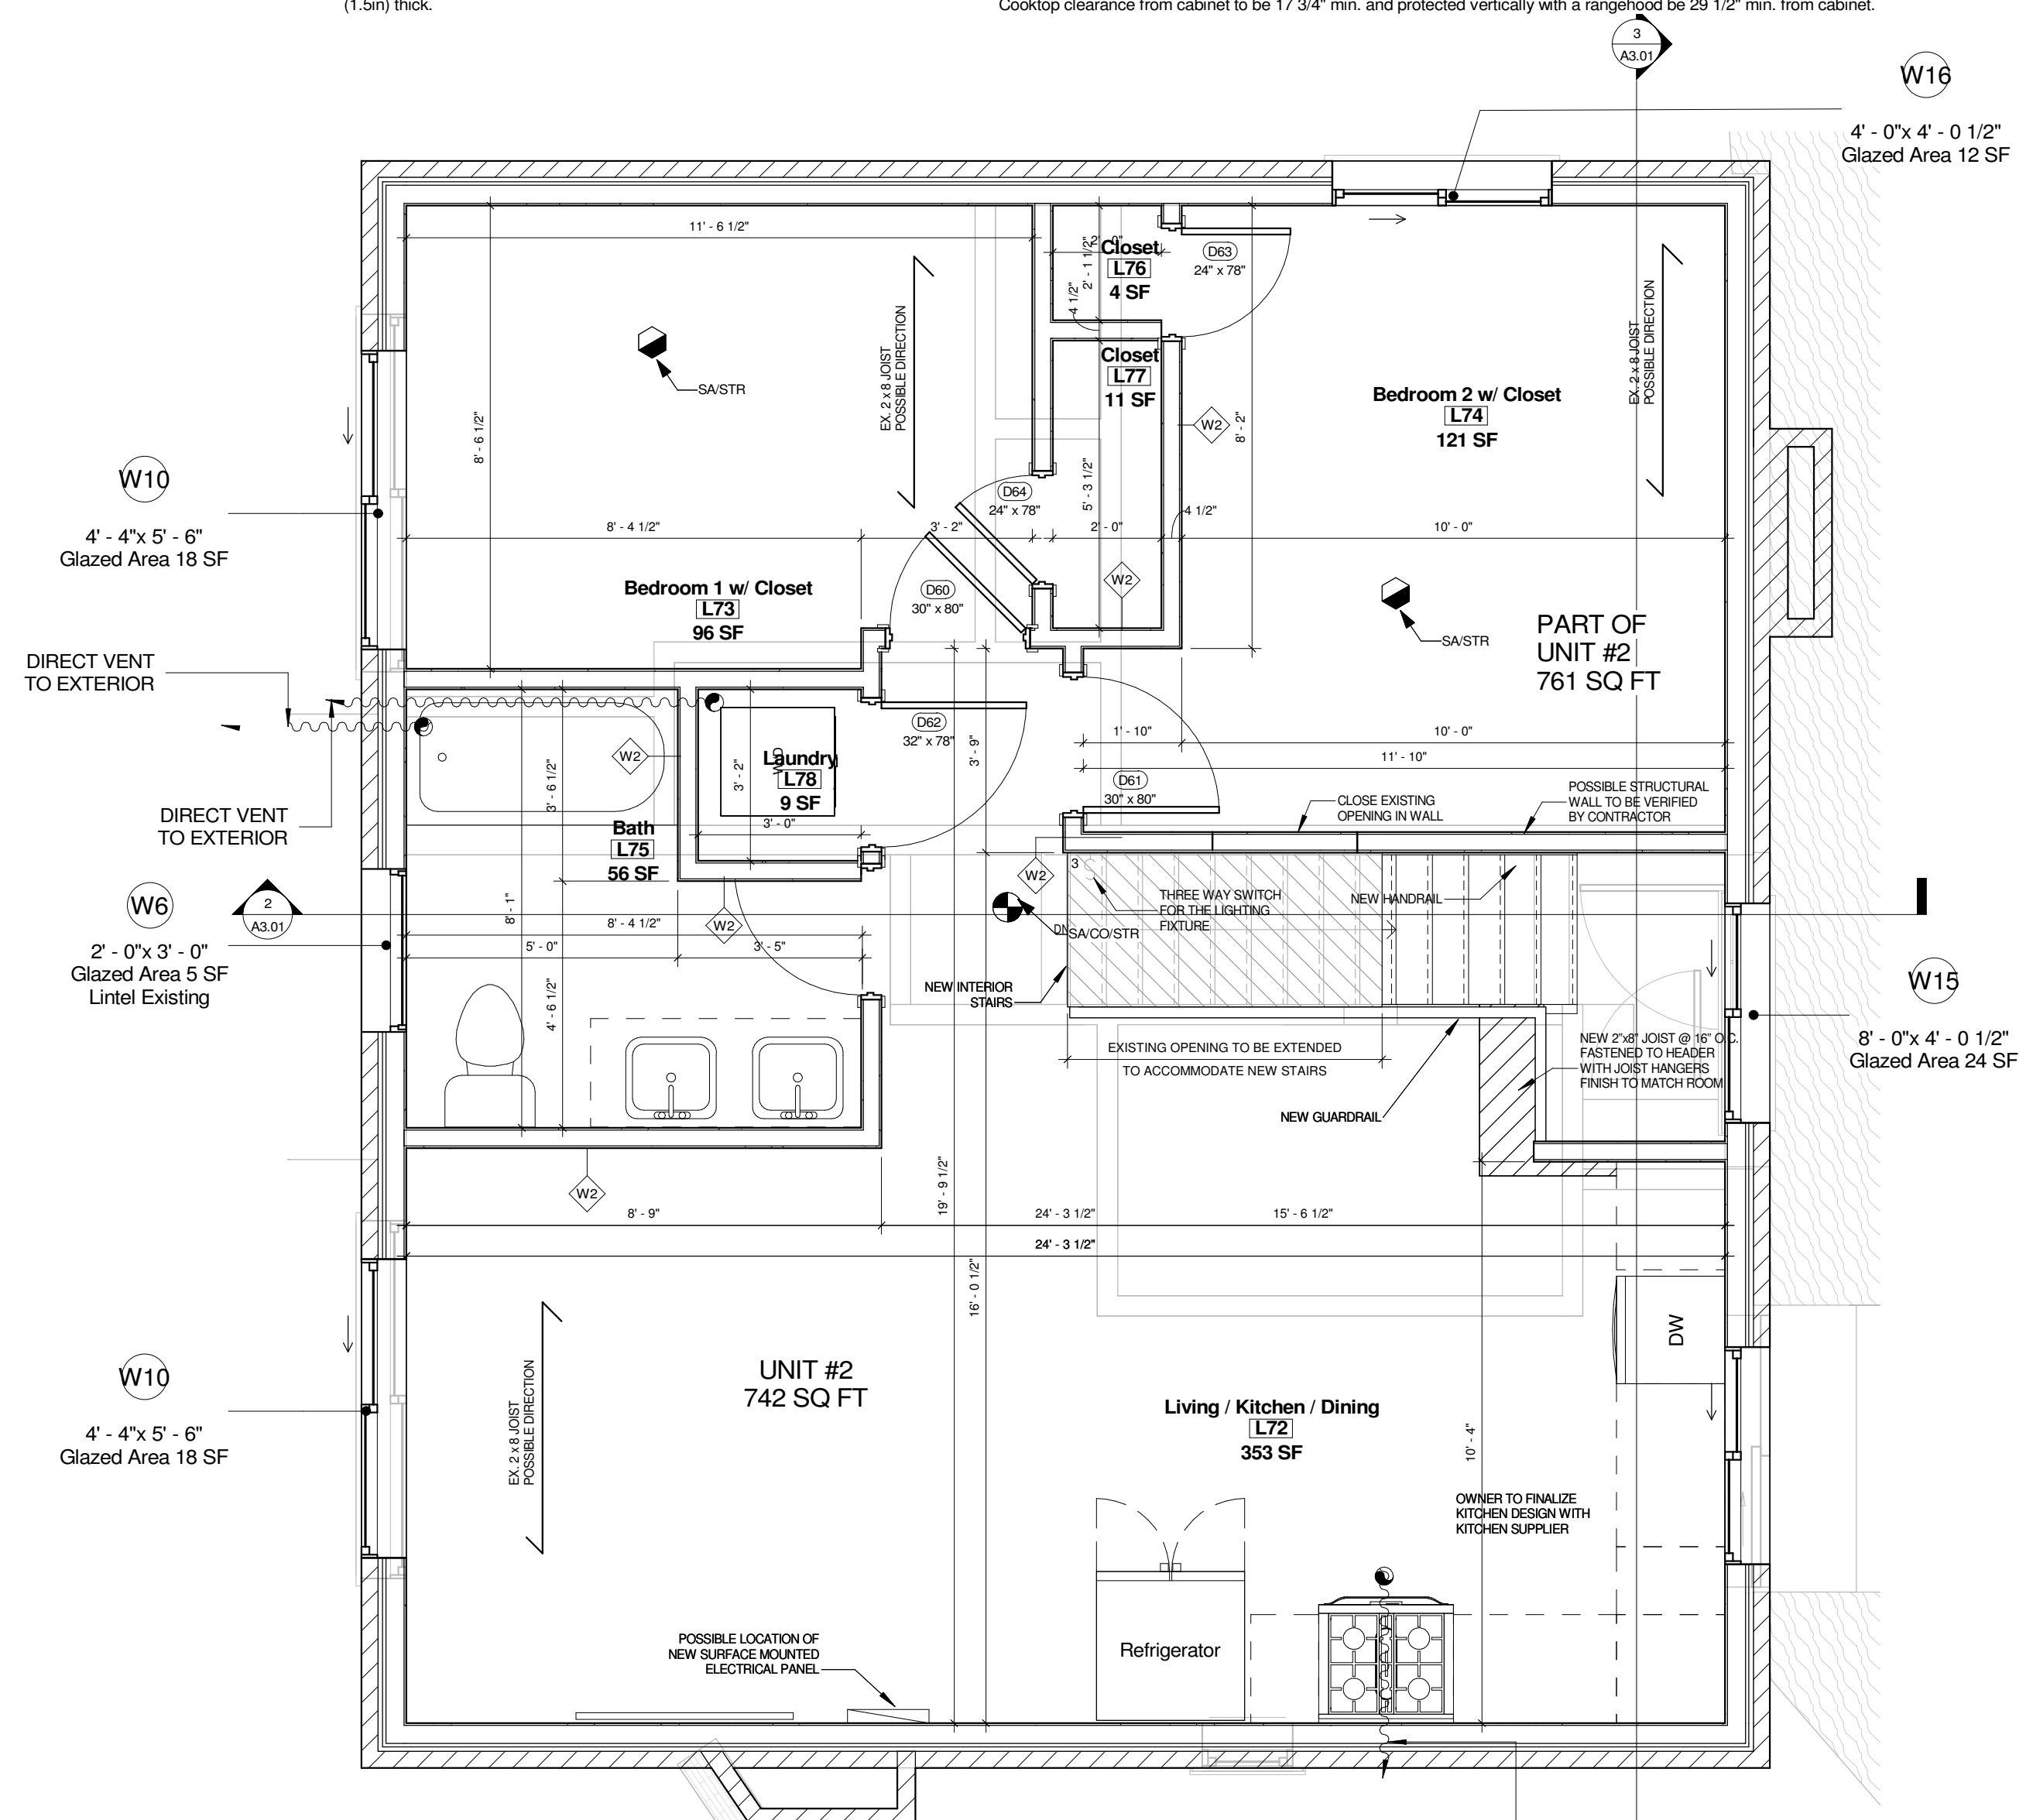 (1.5in) thick.
Cooktop clearance from cabinet to be 17 3/4" min. and protected vertically with a rangehood be 29 1/2" min. from cabinet.
3
A3.01
W16
4' - 0"x 4' - 0 1/2"
Glazed Area 12 SF
11' - 6 1/2"
2' - 0"
Closet
L76
4 SF
2' - 1 1/2"
4 1/2"
D63
24" x 78"
EX. 2 x 8 JOIST
POSSIBLE DIRECTION
EX. 2 x 8 JOIST
POSSIBLE DIRECTION
SA/STR
Closet
L77
11 SF
W2
8' - 2"
Bedroom 2 w/ Closet
L74
121 SF
8' - 6 1/2"
W10
4' - 4"x 5' - 6"
Glazed Area 18 SF
D64
24" x 78"
5' - 3 1/2"
4 1/2"
8' - 4 1/2"
3' - 2"
2' - 0"
10' - 0"
Bedroom 1 w/ Closet
L73
96 SF
D60
30" x 80"
W2
SA/STR
PART OF
UNIT #2
761 SQ FT
DIRECT VENT
TO EXTERIOR
D62
32" x 78"
3' - 9"
1' - 10"
10' - 0"
11' - 10"
W2
Laundry
L78
9 SF
3' - 2"
3' - 0"
3' - 6 1/2"
D61
30" x 80"
CLOSE EXISTING
OPENING IN WALL
POSSIBLE STRUCTURAL
WALL TO BE VERIFIED
BY CONTRACTOR
DIRECT VENT
TO EXTERIOR
Bath
L75
56 SF
W2
3
THREE WAY SWITCH
FOR THE LIGHTING
FIXTURE
NEW HANDRAIL
W6
2' - 0"x 3' - 0"
Glazed Area 5 SF
Lintel Existing
2
A3.01
8' - 1"
8' - 4 1/2"
W2
5' - 0"
3' - 5"
DN
SA/CO/STR
NEW INTERIOR
STAIRS
4' - 6 1/2"
W15
8' - 0"x 4' - 0 1/2"
Glazed Area 24 SF
EXISTING OPENING TO BE EXTENDED
TO ACCOMMODATE NEW STAIRS
NEW 2"x8" JOIST @ 16" O.C.
FASTENED TO HEADER
WITH JOIST HANGERS
FINISH TO MATCH ROOM
NEW GUARDRAIL
W2
19' - 9 1/2"
8' - 9"
24' - 3 1/2"
15' - 6 1/2"
24' - 3 1/2"
16' - 0 1/2"
DW
UNIT #2
742 SQ FT
EX. 2 x 8 JOIST
POSSIBLE DIRECTION
W10
4' - 4"x 5' - 6"
Glazed Area 18 SF
Living / Kitchen / Dining
L72
353 SF
10' - 4"
OWNER TO FINALIZE
KITCHEN DESIGN WITH
KITCHEN SUPPLIER
POSSIBLE LOCATION OF
NEW SURFACE MOUNTED
ELECTRICAL PANEL
Refrigerator